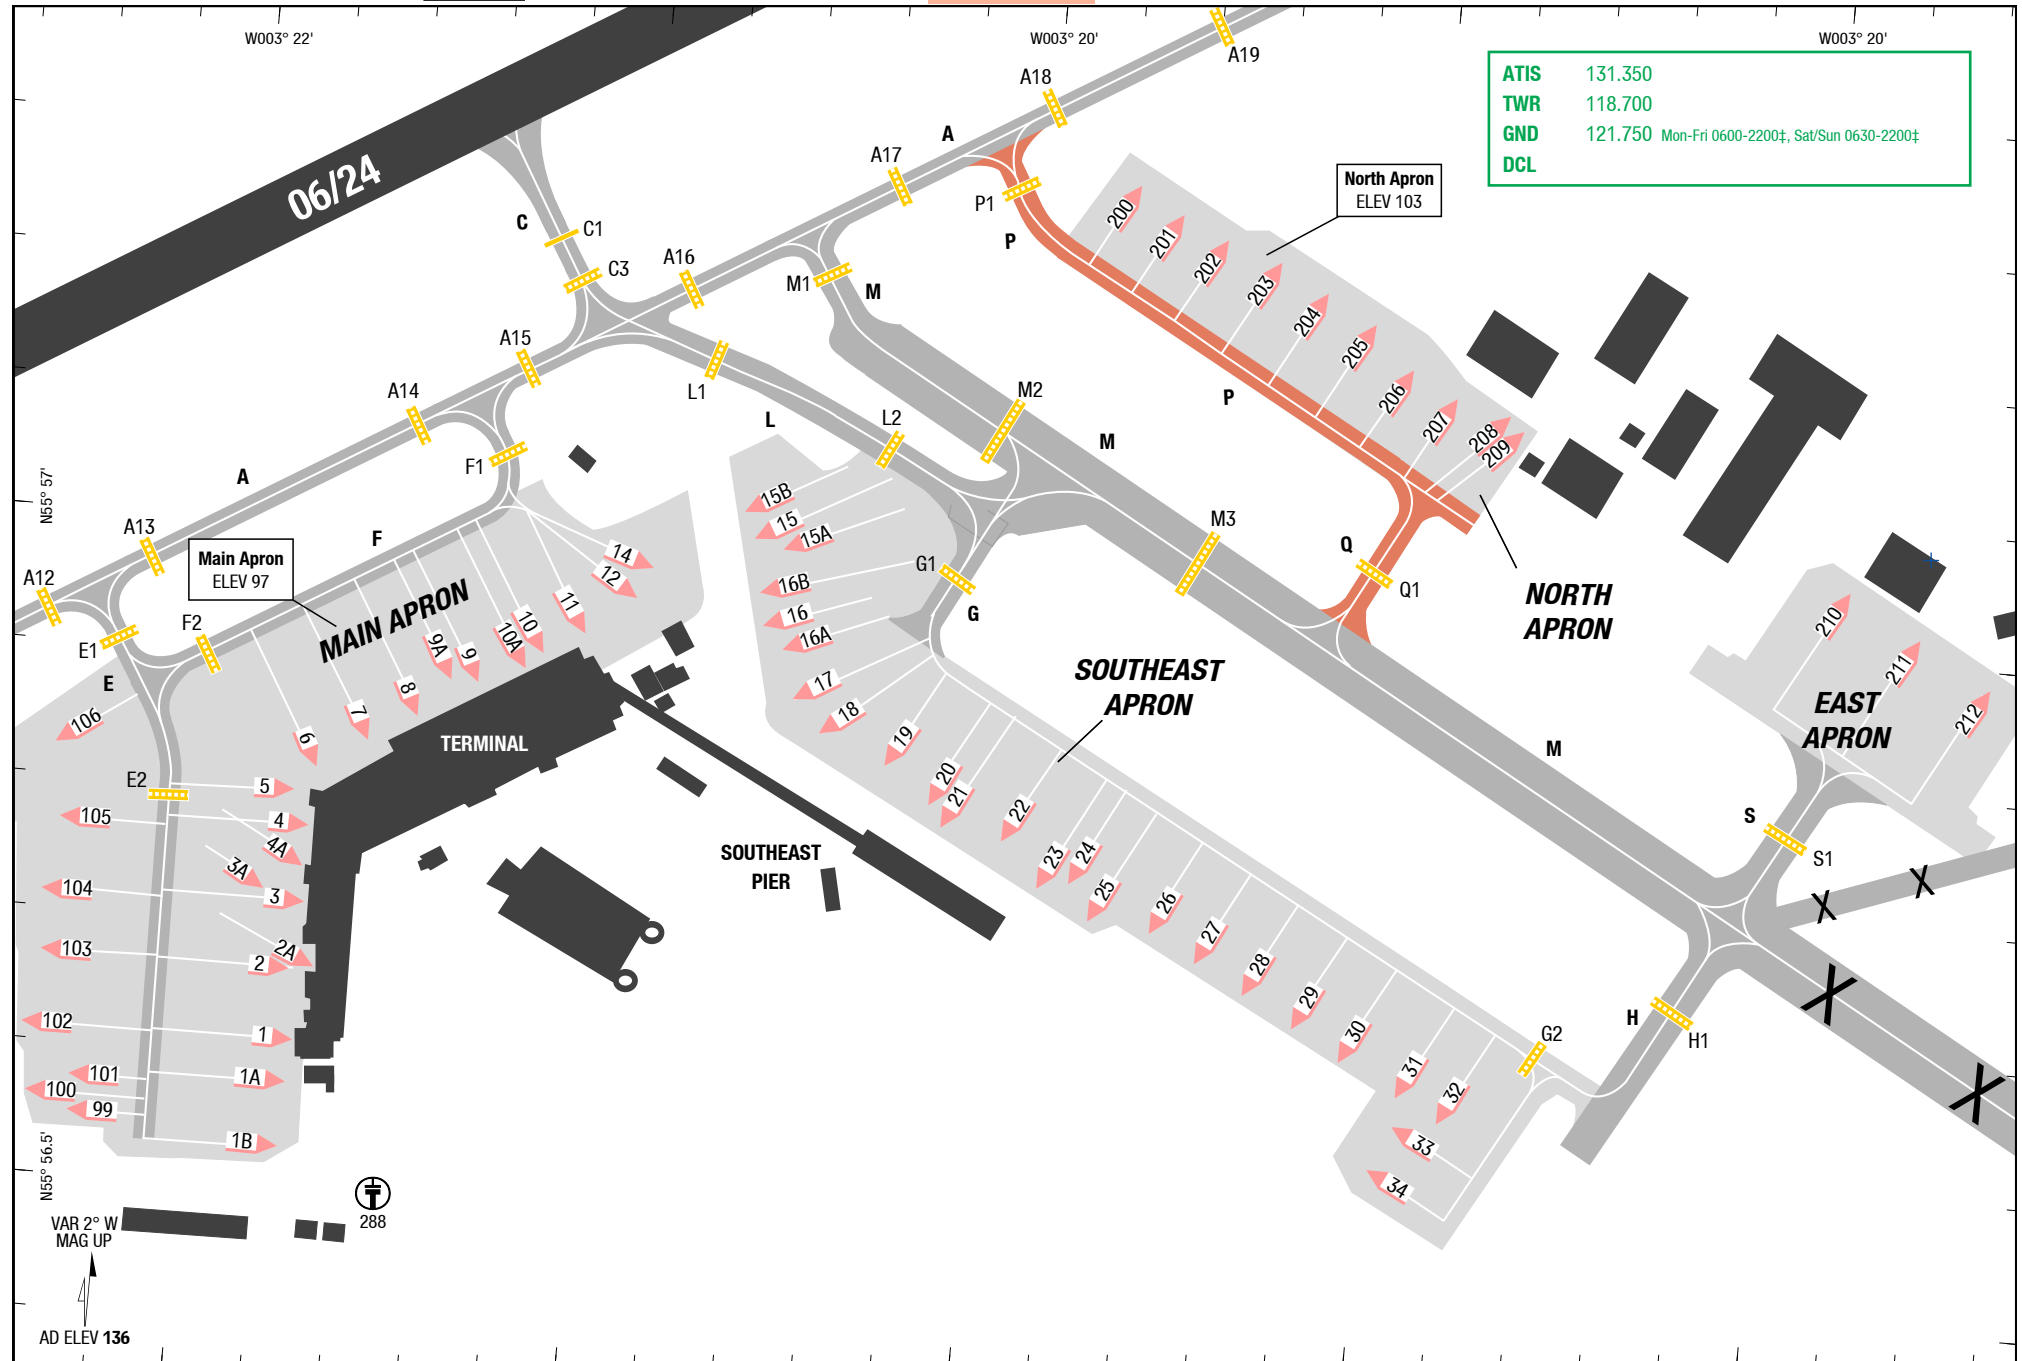 W003° 22'
W003° 20'
W003° 20'
ATIS 131.350
TWR 118.700
GND 121.750 Mon-Fri 0600-2200‡, Sat/Sun 0630-2200‡
DCL
06/24
A19
A18
A
A17
P1
P
North Apron
ELEV 103
C
C1
C3
A16
M1
M
A15
A14
L1
L
L2
M2
M
P
200
201
202
203
204
205
206
207
208
209
N55° 57'
A
F1
A13
A12
F
Main Apron
ELEV 97
MAIN APRON
E1
F2
E
E2
14
12
11
10
10A
9
9A
8
7
6
5
4
4A
3A
3
2A
2
1
1A
1B
106
105
104
103
102
101
100
99
TERMINAL
SOUTHEAST
PIER
15B
15
15A
16B
16
16A
17
18
19
20
21
22
23
24
25
26
27
28
29
30
31
32
33
34
G1
G
M3
Q
Q1
NORTH
APRON
SOUTHEAST
APRON
M
210
211
212
EAST
APRON
S
S1
X
X
X
X
H
H1
G2
N55° 56.5'
288
VAR 2° W
MAG UP
AD ELEV 136